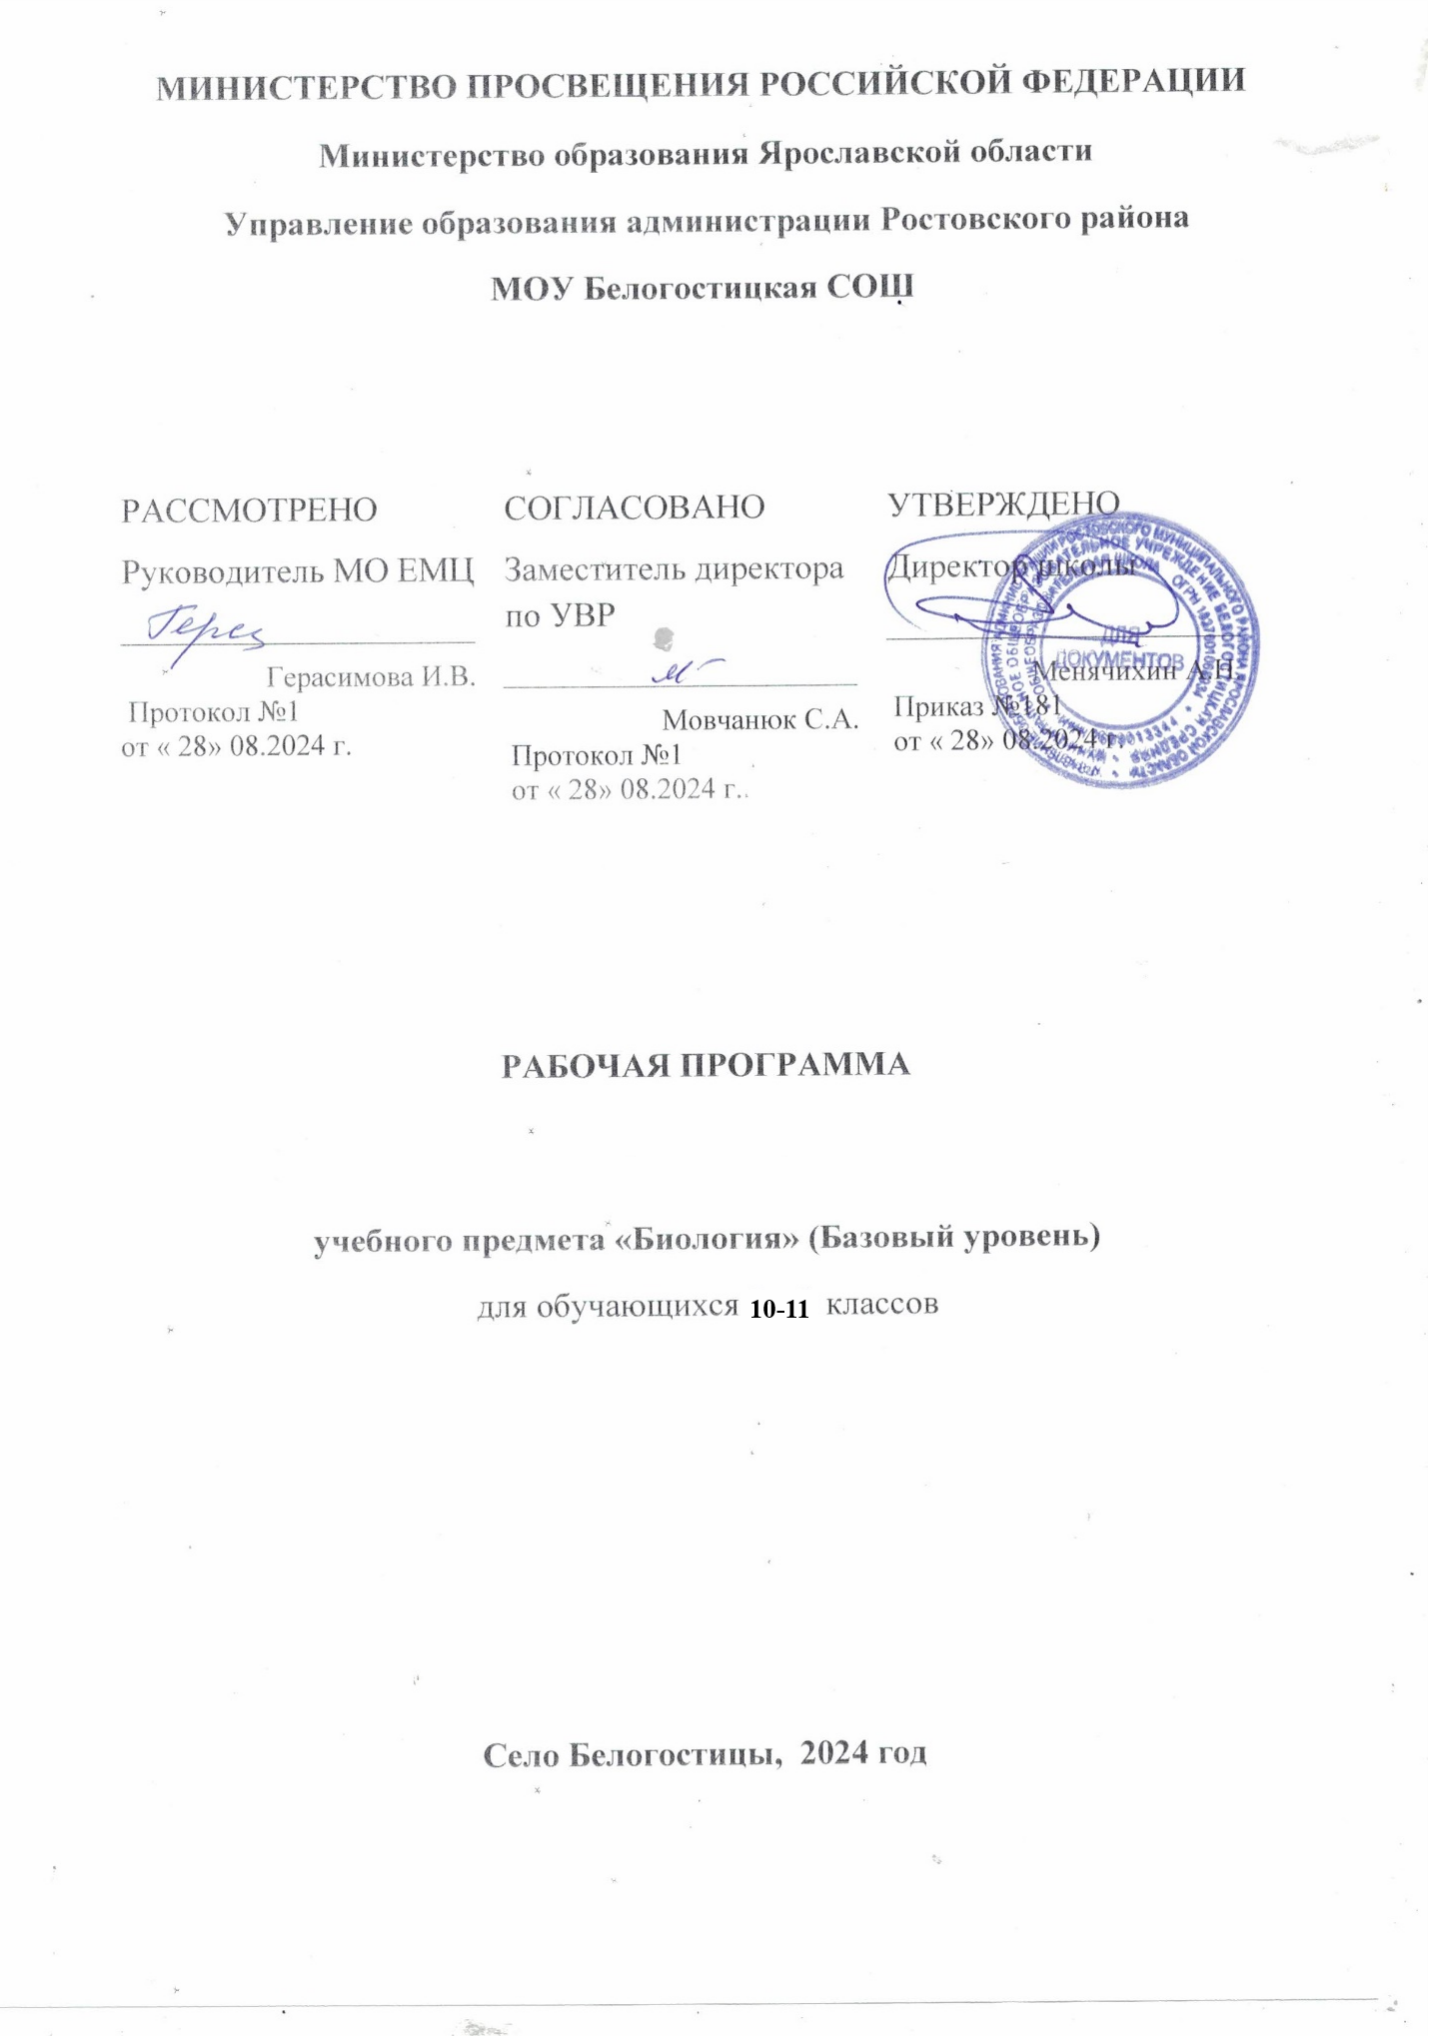 МИНИСТЕРСТВО ПРОСВЕЩЕНИЯ РОССИЙСКОЙ ФЕДЕРАЦИИ
Министерство образования Ярославской области
Управление образования администрации Ростовского района
МОУ Белогостицкая СОШ
РАССМОТРЕНО
Руководитель МО ЕМЦ
Герасимова И.В.
Протокол №1
от « 28» 08.2024 г.
СОГЛАСОВАНО
Заместитель директора
по УВР
Мовчанюк С.А.
Протокол №1
от « 28» 08.2024 г..
УТВЕРЖДЕНО
Директор школы
Менячихин А.П.
Приказ №181
от « 28» 08.2024 г.
ДЛЯ
ДОКУМЕНТОВ
РАБОЧАЯ ПРОГРАММА
учебного предмета «Биология» (Базовый уровень)
для обучающихся 10-11 классов
Село Белогостицы, 2024 год